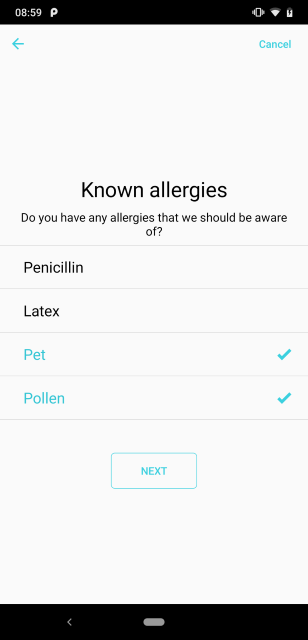 08:59
Cancel
Known allergies
Do you have any allergies that we should be aware
of?
Penicillin
Latex
Pet
Pollen
NEXT